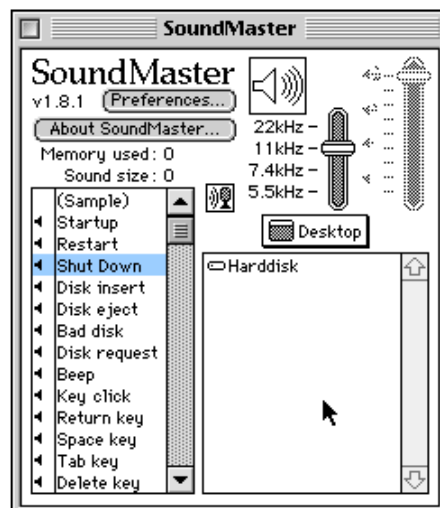 SoundMaster
SoundMaster
v1.8.1 Preferences...
About SoundMaster...
Memory used: 0
Sound size: 0
22kHz –
11kHz –
7.4kHz –
5.5kHz –
(Sample)
Startup
Restart
Shut Down
Disk insert
Disk eject
Bad disk
Disk request
Beep
Key click
Return key
Space key
Tab key
Delete key
Desktop
Harddisk